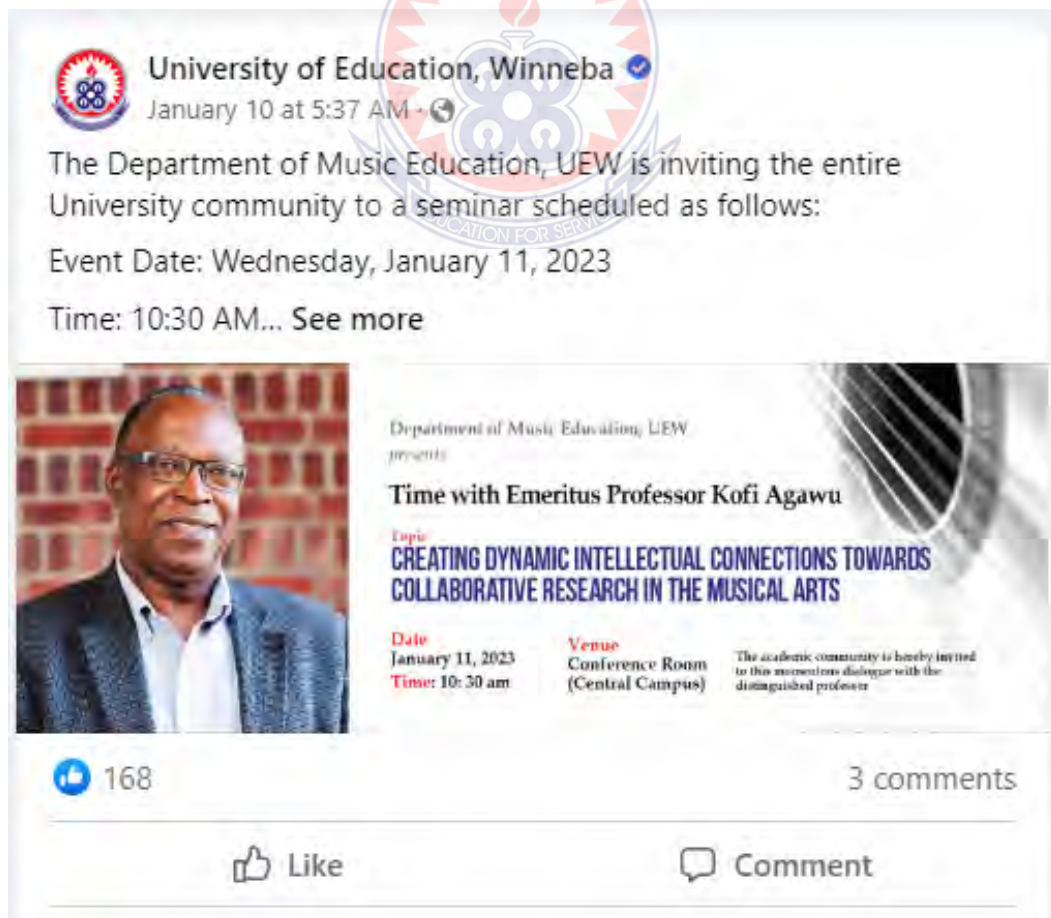 University of Education, Winneba
January 10 at 5:37 AM ·
The Department of Music Education, UEW is inviting the entire
University community to a seminar scheduled as follows:
EDUCATION FOR SERVICE
Event Date: Wednesday, January 11, 2023
Time: 10:30 AM... See more
Department of Music Education, UEW
presents
Time with Emeritus Professor Kofi Agawu
Topic
CREATING DYNAMIC INTELLECTUAL CONNECTIONS TOWARDS
COLLABORATIVE RESEARCH IN THE MUSICAL ARTS
Date
January 11, 2023
Time: 10: 30 am
Venue
Conference Room
(Central Campus)
The academic community is hereby invited
to this momentous dialogue with the
distinguished professor
168
3 comments
Like
Comment